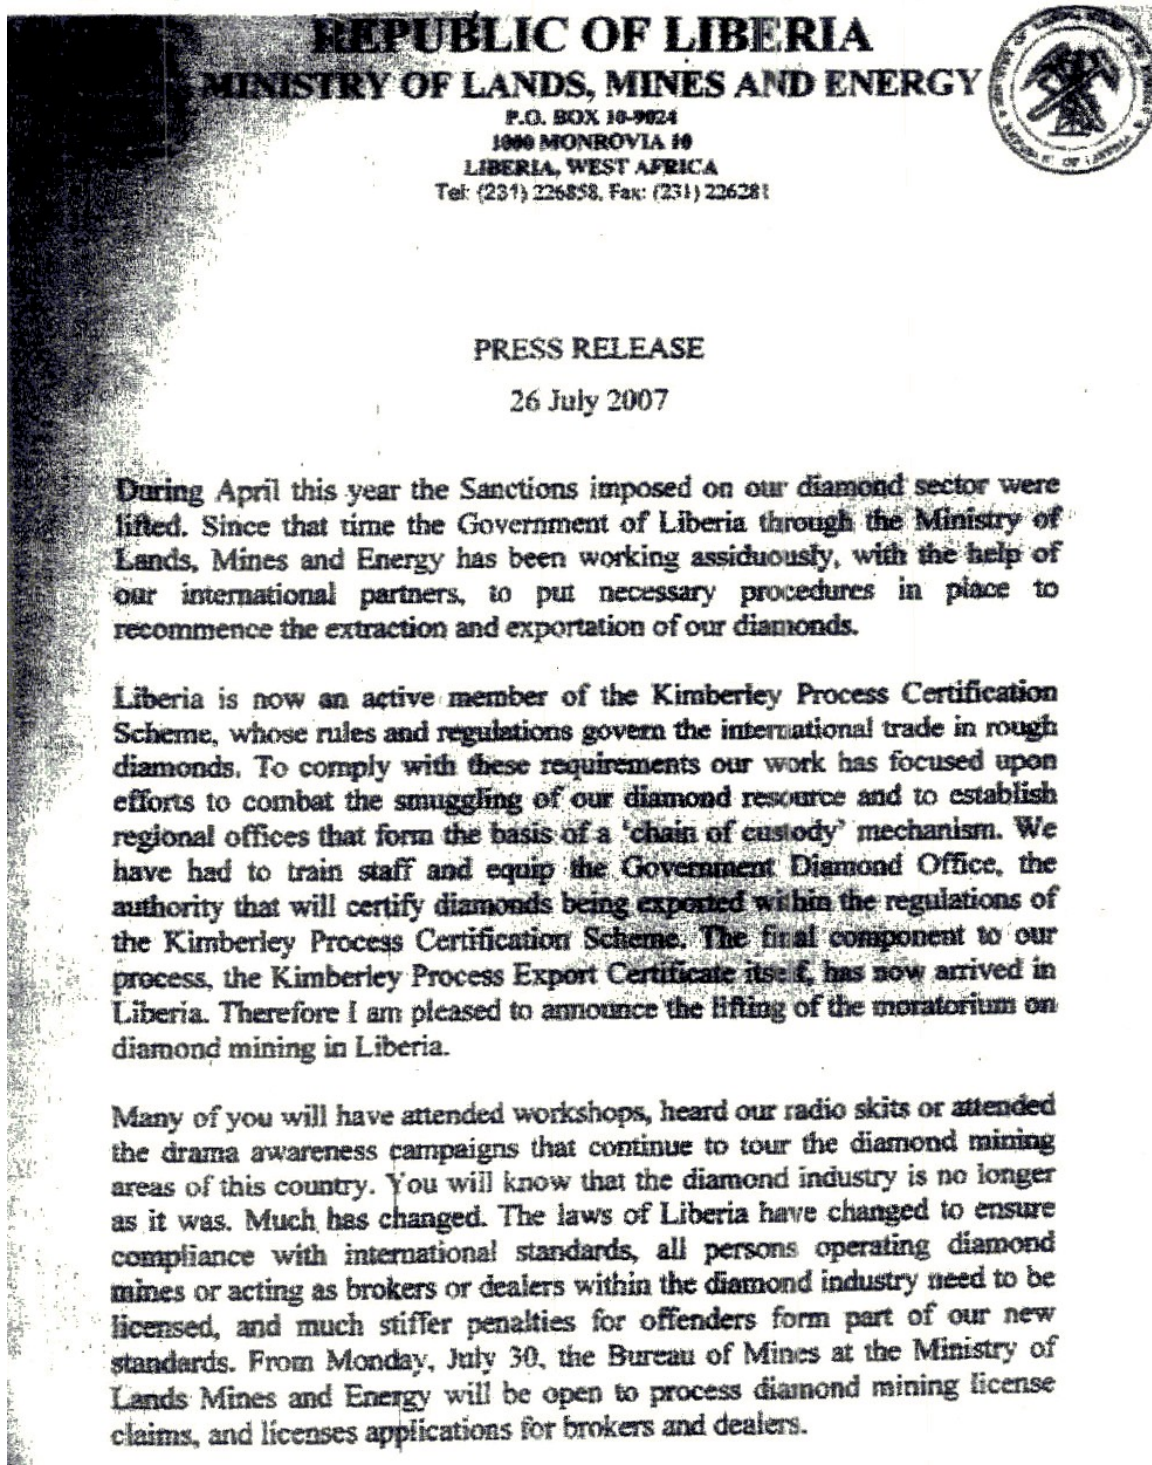 REPUBLIC OF LIBERIA
MINISTRY OF LANDS, MINES AND ENERGY
P.O. BOX 10-9024
1000 MONROVIA 10
LIBERIA, WEST AFRICA
Tel: (231) 226858, Fax: (231) 226281
PRESS RELEASE
26 July 2007
During April this year the Sanctions imposed on our diamond sector were
lifted. Since that time the Government of Liberia through the Ministry of
Lands, Mines and Energy has been working assiduously, with the help of
our international partners, to put necessary procedures in place to
recommence the extraction and exportation of our diamonds.
Liberia is now an active member of the Kimberley Process Certification
Scheme, whose rules and regulations govern the international trade in rough
diamonds. To comply with these requirements our work has focused upon
efforts to combat the smuggling of our diamond resource and to establish
regional offices that form the basis of a 'chain of custody' mechanism. We
have had to train staff and equip the Government Diamond Office, the
authority that will certify diamonds being exported within the regulations of
the Kimberley Process Certification Scheme. The final component to our
process, the Kimberley Process Export Certificate itself, has now arrived in
Liberia. Therefore I am pleased to announce the lifting of the moratorium on
diamond mining in Liberia.
Many of you will have attended workshops, heard our radio skits or attended
the drama awareness campaigns that continue to tour the diamond mining
areas of this country. You will know that the diamond industry is no longer
as it was. Much has changed. The laws of Liberia have changed to ensure
compliance with international standards, all persons operating diamond
mines or acting as brokers or dealers within the diamond industry need to be
licensed, and much stiffer penalties for offenders form part of our new
standards. From Monday, July 30, the Bureau of Mines at the Ministry of
Lands Mines and Energy will be open to process diamond mining license
claims, and licenses applications for brokers and dealers.